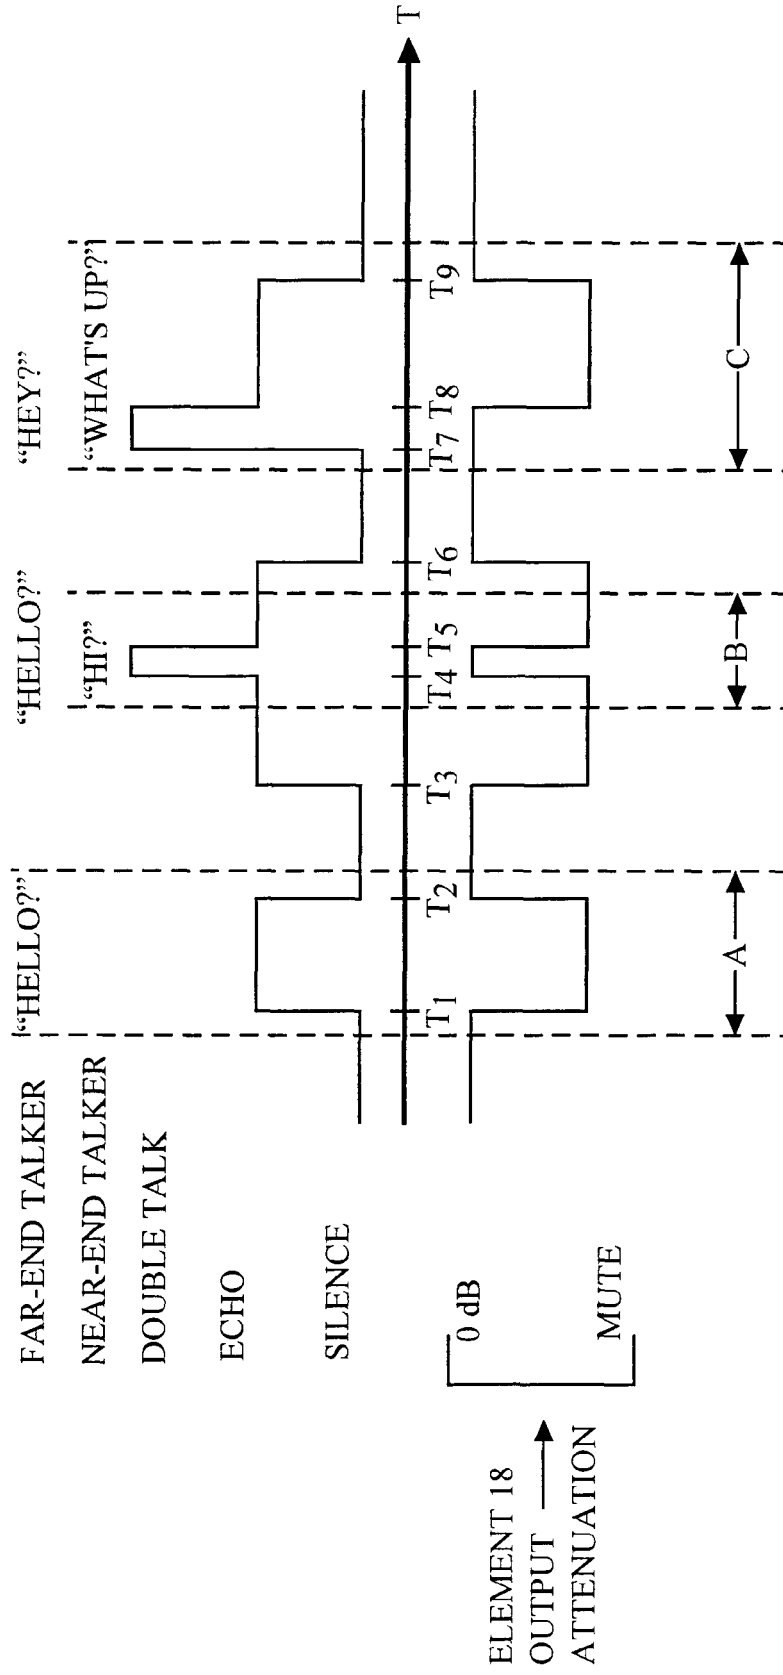 FAR-END TALKER
"HELLO?"
"HELLO?"
"HEY?"
NEAR-END TALKER
"HI?"
"WHAT'S UP?"
DOUBLE TALK
ECHO
SILENCE
T
T1
T2
T3
T4
T5
T6
T7
T8
T9
0 dB
MUTE
ELEMENT 18
OUTPUT
ATTENUATION
A
B
C